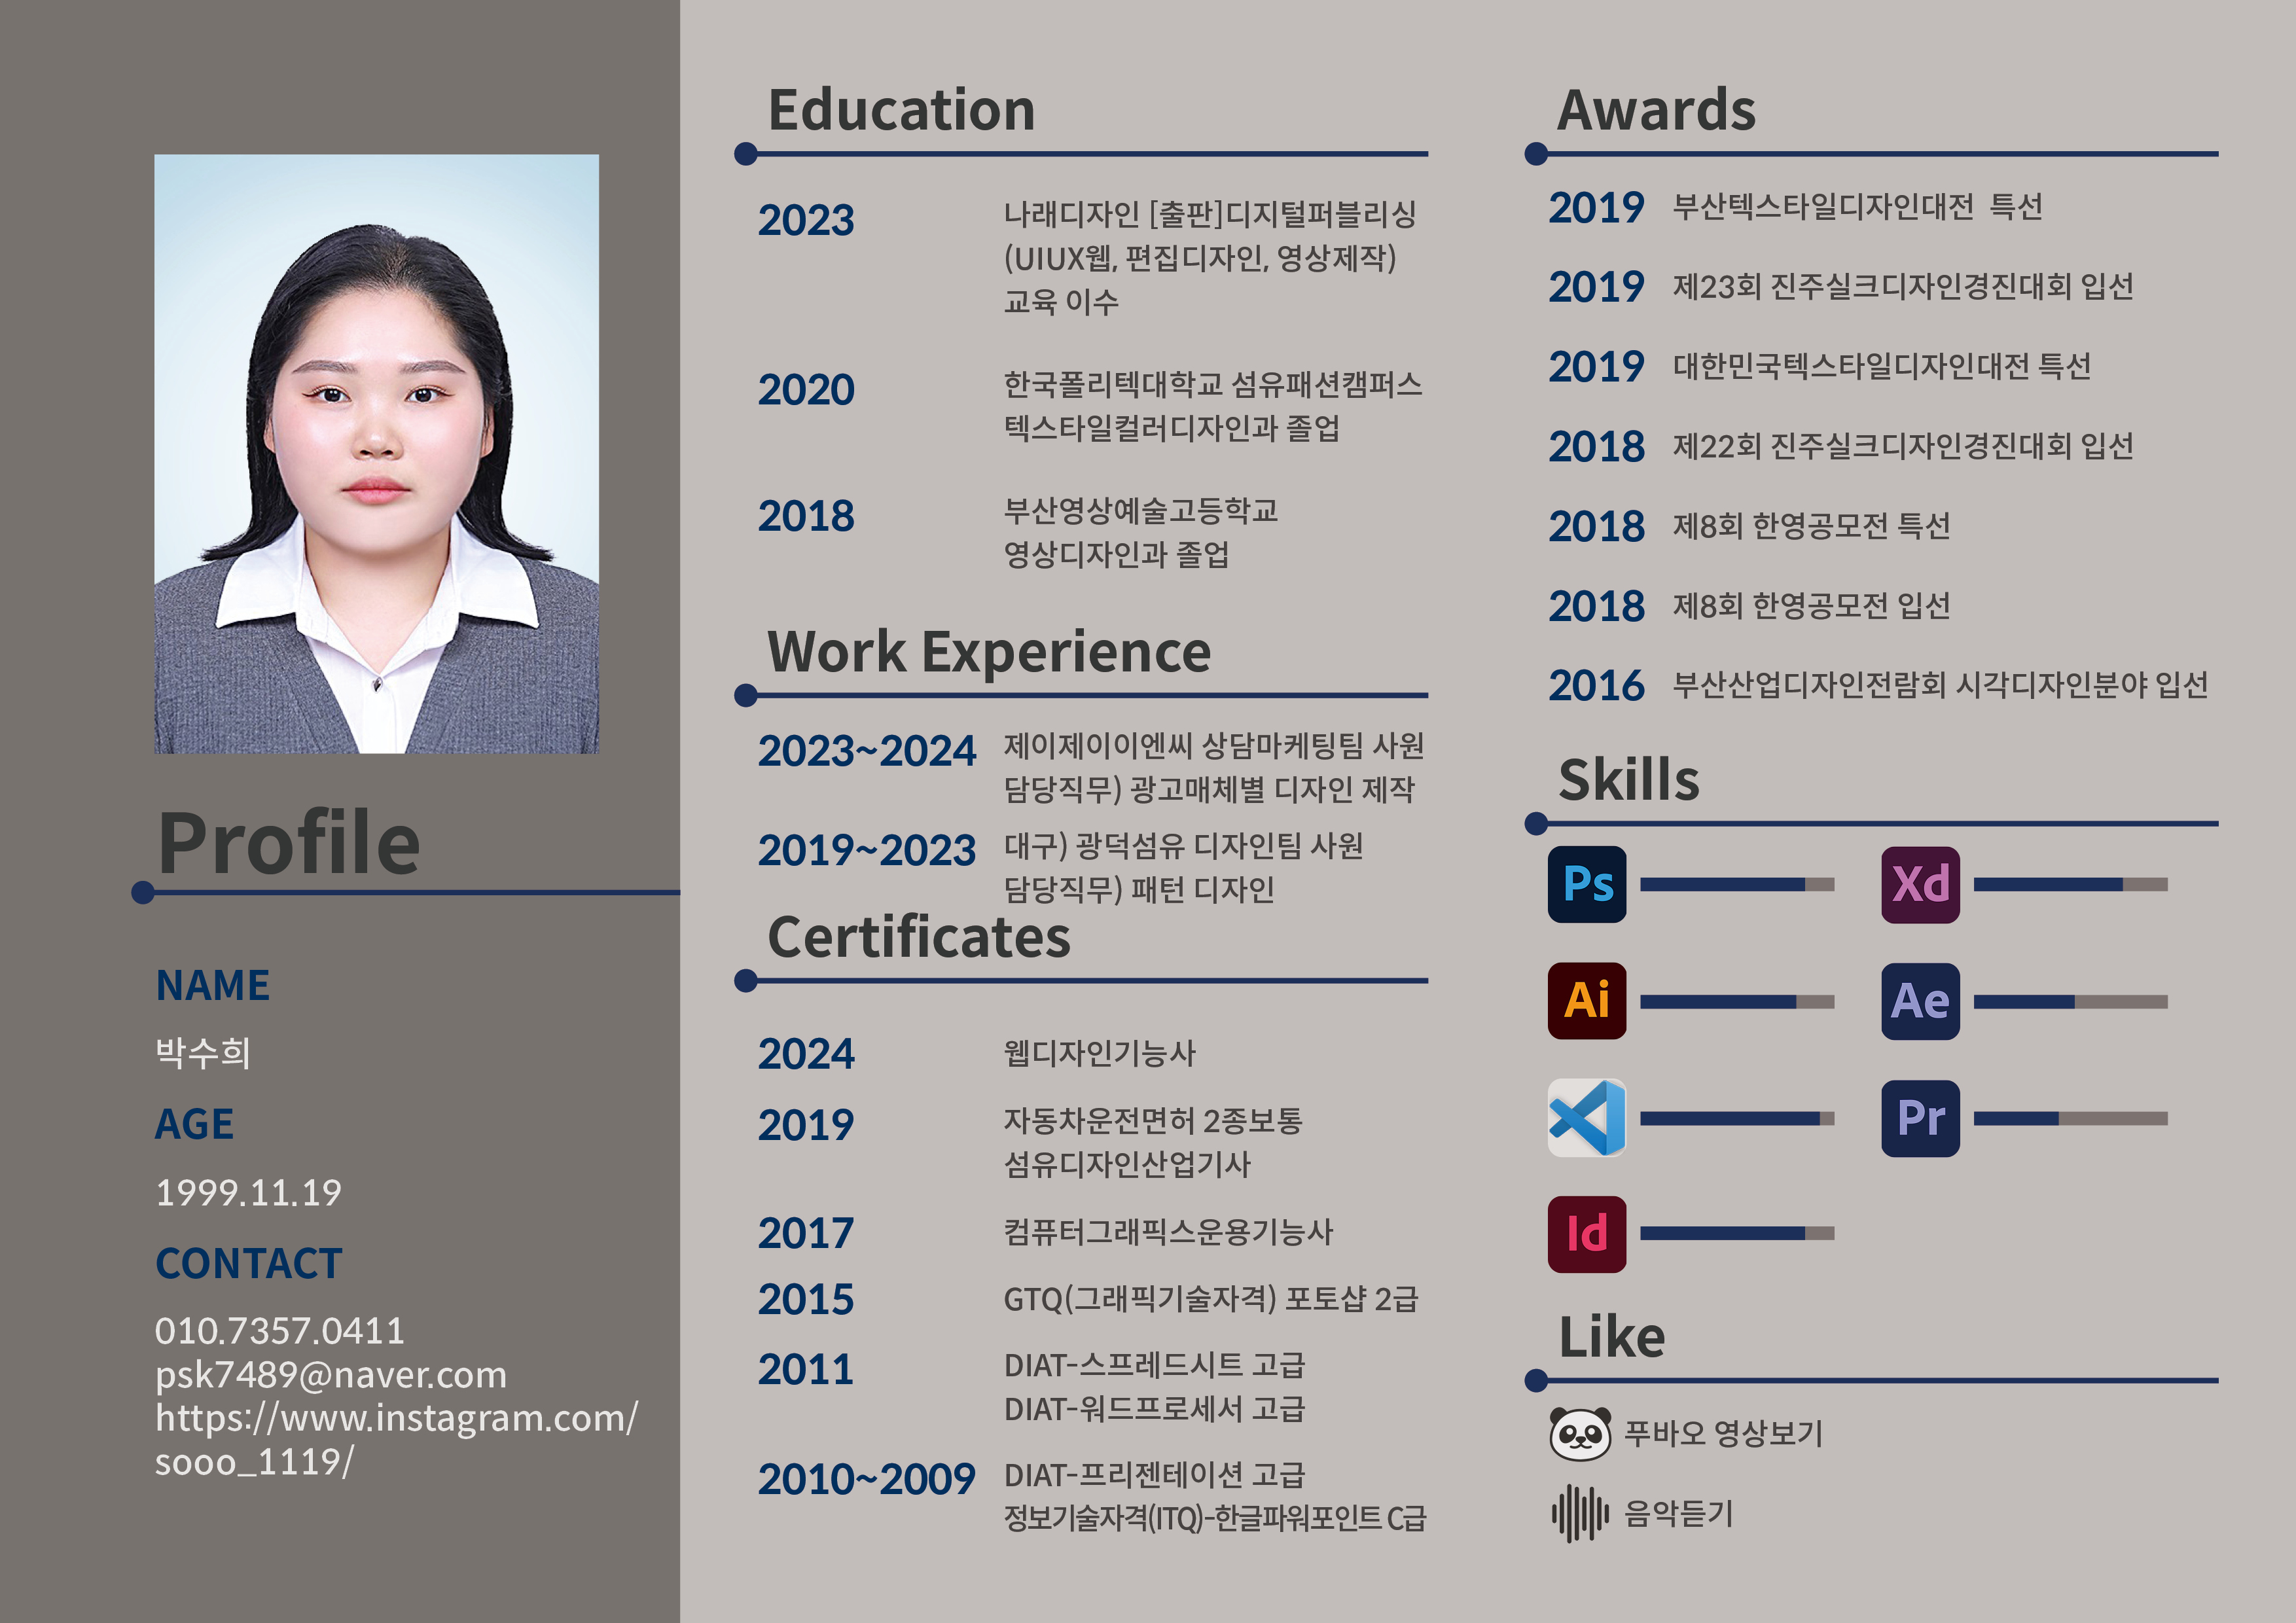 Profile
NAME
박수희
AGE
1999.11.19
CONTACT
010.7357.0411
psk7489@naver.com
https://www.instagram.com/
sooo_1119/
Education
2023 나래디자인 [출판]디지털퍼블리싱
(UIUX웹, 편집디자인, 영상제작)
교육 이수
2020 한국폴리텍대학교 섬유패션캠퍼스
텍스타일컬러디자인과 졸업
2018 부산영상예술고등학교
영상디자인과 졸업
Work Experience
2023~2024 제이제이이엔씨 상담마케팅팀 사원
담당직무) 광고매체별 디자인 제작
2019~2023 대구) 광덕섬유 디자인팀 사원
담당직무) 패턴 디자인
Certificates
2024 웹디자인기능사
2019 자동차운전면허 2종보통
섬유디자인산업기사
2017 컴퓨터그래픽스운용기능사
2015 GTQ(그래픽기술자격) 포토샵 2급
2011 DIAT-스프레드시트 고급
DIAT-워드프로세서 고급
2010~2009 DIAT-프리젠테이션 고급
정보기술자격(ITQ)-한글파워포인트 C급
Awards
2019 부산텍스타일디자인대전 특선
2019 제23회 진주실크디자인경진대회 입선
2019 대한민국텍스타일디자인대전 특선
2018 제22회 진주실크디자인경진대회 입선
2018 제8회 한영공모전 특선
2018 제8회 한영공모전 입선
2016 부산산업디자인전람회 시각디자인분야 입선
Skills
Ps Xd
Ai Ae
Pr
Id
Like
푸바오 영상보기
음악듣기